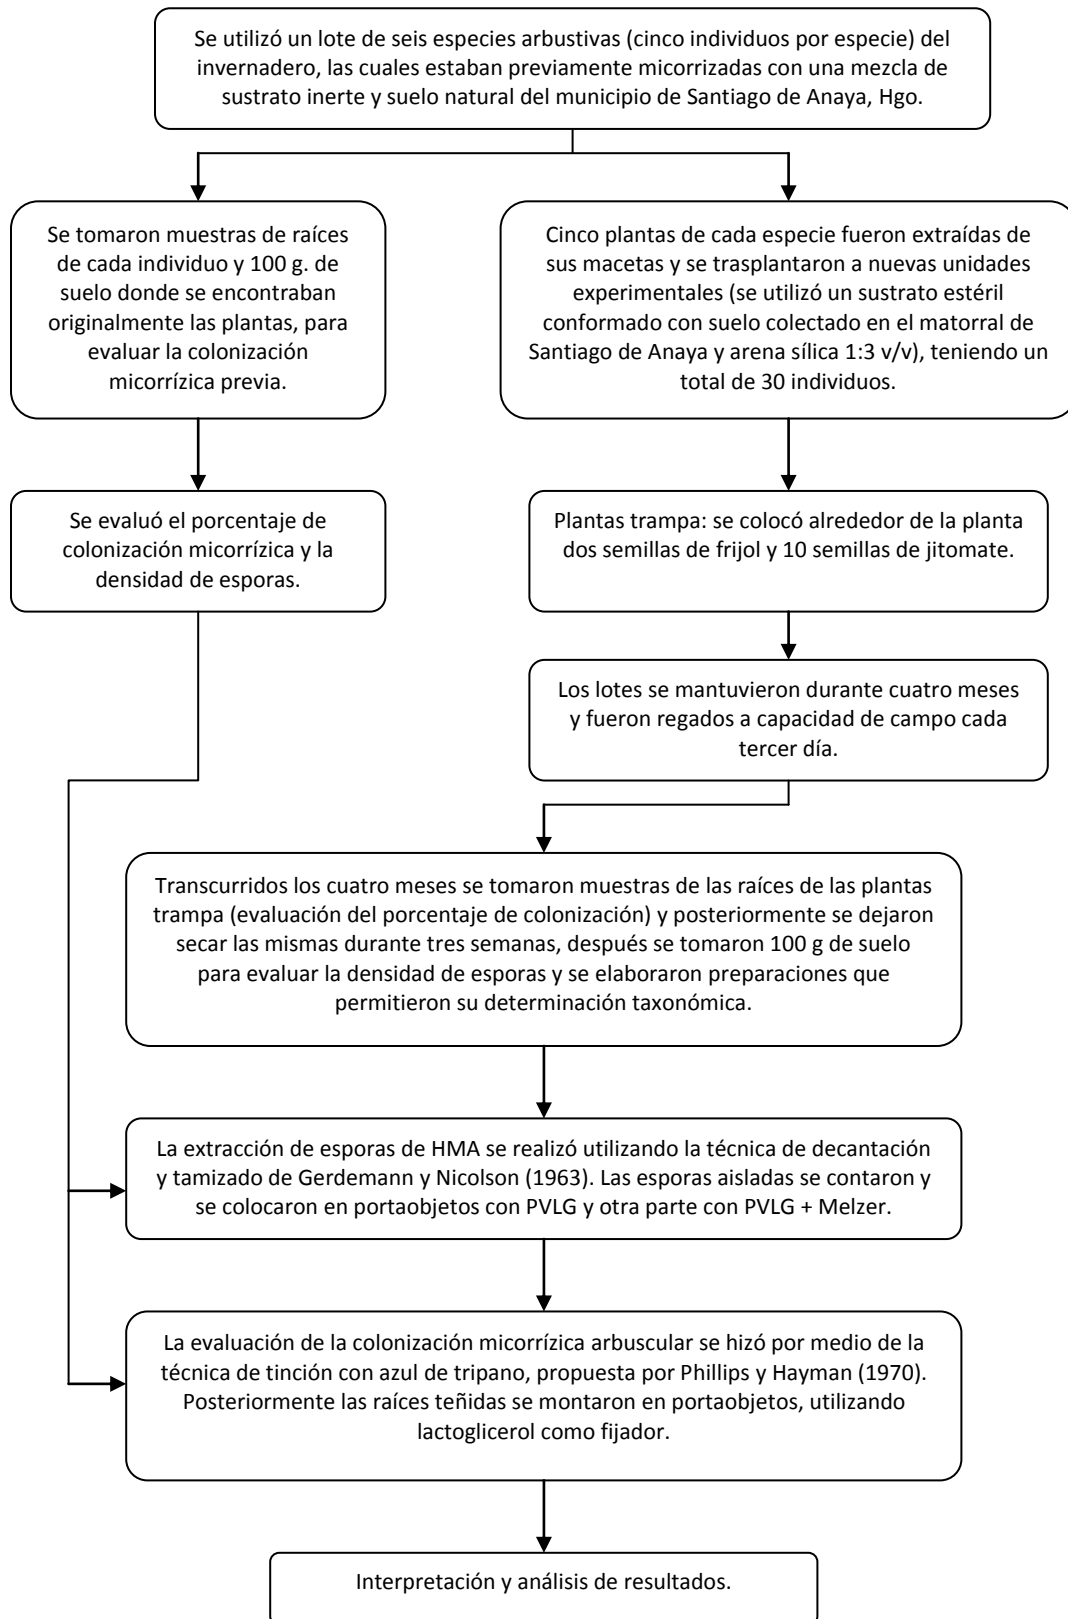 Se utilizó un lote de seis especies arbustivas (cinco individuos por especie) del
invernadero, las cuales estaban previamente micorrizadas con una mezcla de
sustrato inerte y suelo natural del municipio de Santiago de Anaya, Hgo.
Se tomaron muestras de raíces
de cada individuo y 100 g. de
suelo donde se encontraban
originalmente las plantas, para
evaluar la colonización
micorrízica previa.
Cinco plantas de cada especie fueron extraídas de
sus macetas y se trasplantaron a nuevas unidades
experimentales (se utilizó un sustrato estéril
conformado con suelo colectado en el matorral de
Santiago de Anaya y arena sílica 1:3 v/v), teniendo un
total de 30 individuos.
Se evaluó el porcentaje de
colonización micorrízica y la
densidad de esporas.
Plantas trampa: se colocó alrededor de la planta
dos semillas de frijol y 10 semillas de jitomate.
Los lotes se mantuvieron durante cuatro meses
y fueron regados a capacidad de campo cada
tercer día.
Transcurridos los cuatro meses se tomaron muestras de las raíces de las plantas
trampa (evaluación del porcentaje de colonización) y posteriormente se dejaron
secar las mismas durante tres semanas, después se tomaron 100 g de suelo
para evaluar la densidad de esporas y se elaboraron preparaciones que
permitieron su determinación taxonómica.
La extracción de esporas de HMA se realizó utilizando la técnica de decantación
y tamizado de Gerdemann y Nicolson (1963). Las esporas aisladas se contaron y
se colocaron en portaobjetos con PVLG y otra parte con PVLG + Melzer.
La evaluación de la colonización micorrízica arbuscular se hizó por medio de la
técnica de tinción con azul de tripano, propuesta por Phillips y Hayman (1970).
Posteriormente las raíces teñidas se montaron en portaobjetos, utilizando
lactoglicerol como fijador.
Interpretación y análisis de resultados.